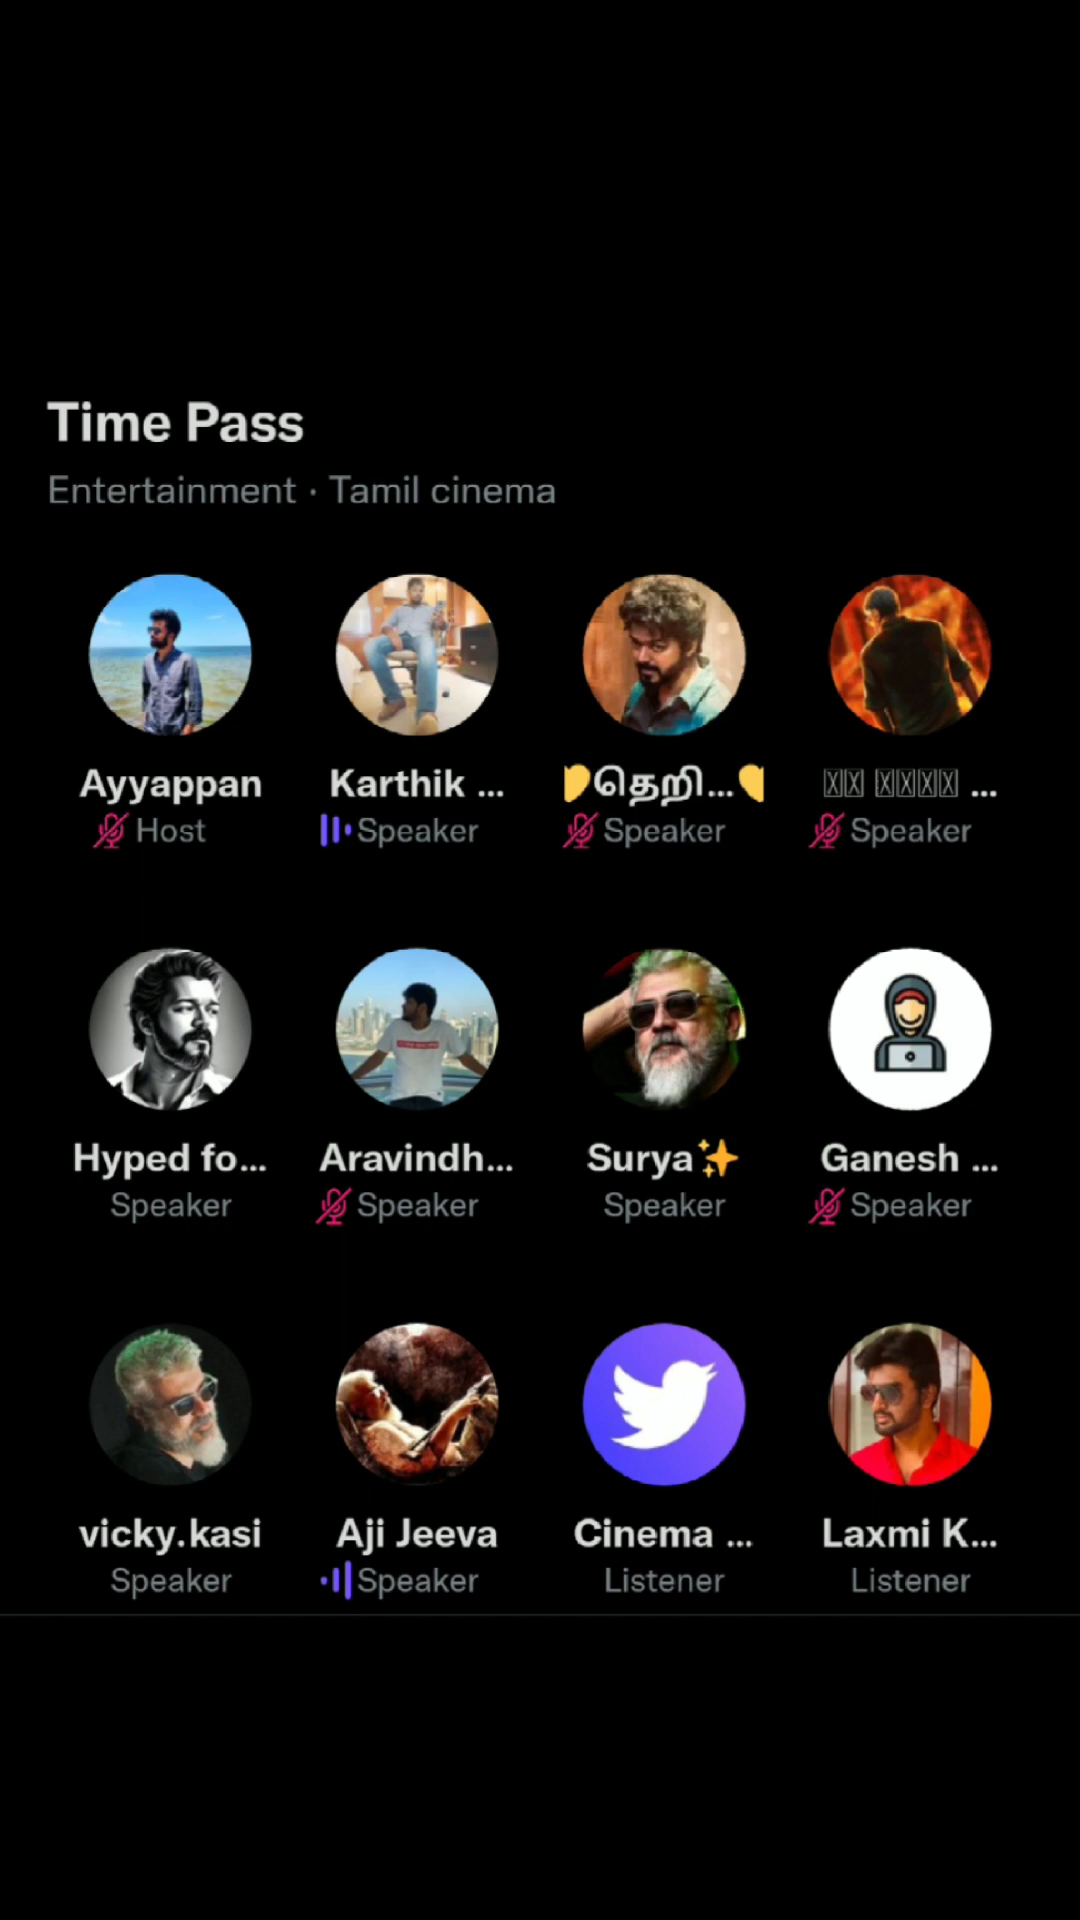 Time Pass
Entertainment · Tamil cinema
Ayyappan
Host
Karthik ...
Speaker
💛தெறி...💛
Speaker
...
Speaker
Hyped fo...
Speaker
Aravindh...
Speaker
Surya✨
Speaker
Ganesh ...
Speaker
vicky.kasi
Speaker
Aji Jeeva
Speaker
Cinema ...
Listener
Laxmi K...
Listener